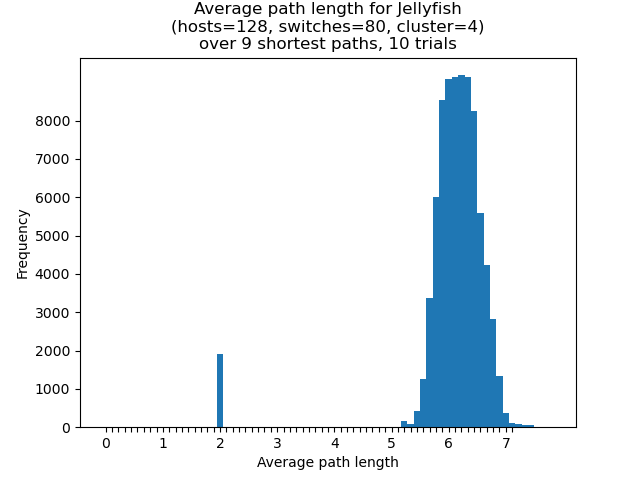 Average path length for Jellyfish
(hosts=128, switches=80, cluster=4)
over 9 shortest paths, 10 trials
8000
7000
6000
5000
4000
3000
2000
1000
0
Frequency
0 1 2 3 4 5 6 7
Average path length